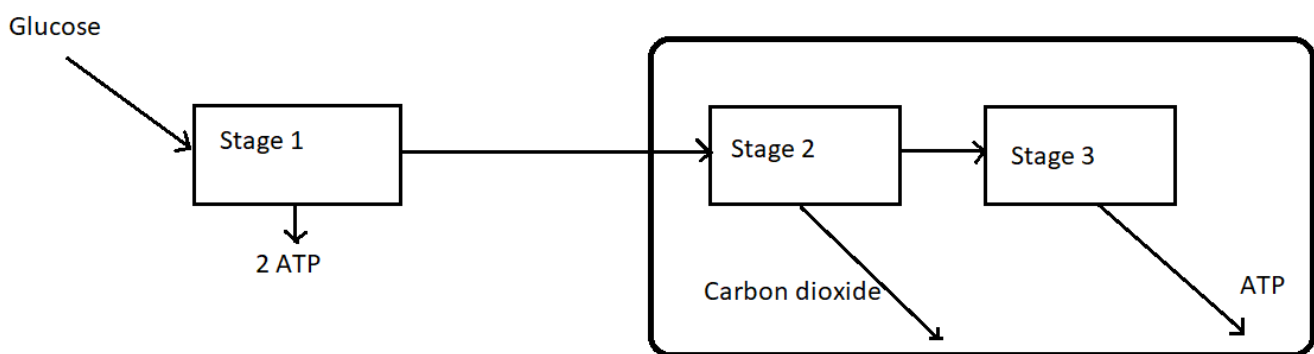 Glucose
Stage 1
Stage 2
Stage 3
2 ATP
Carbon dioxide
ATP